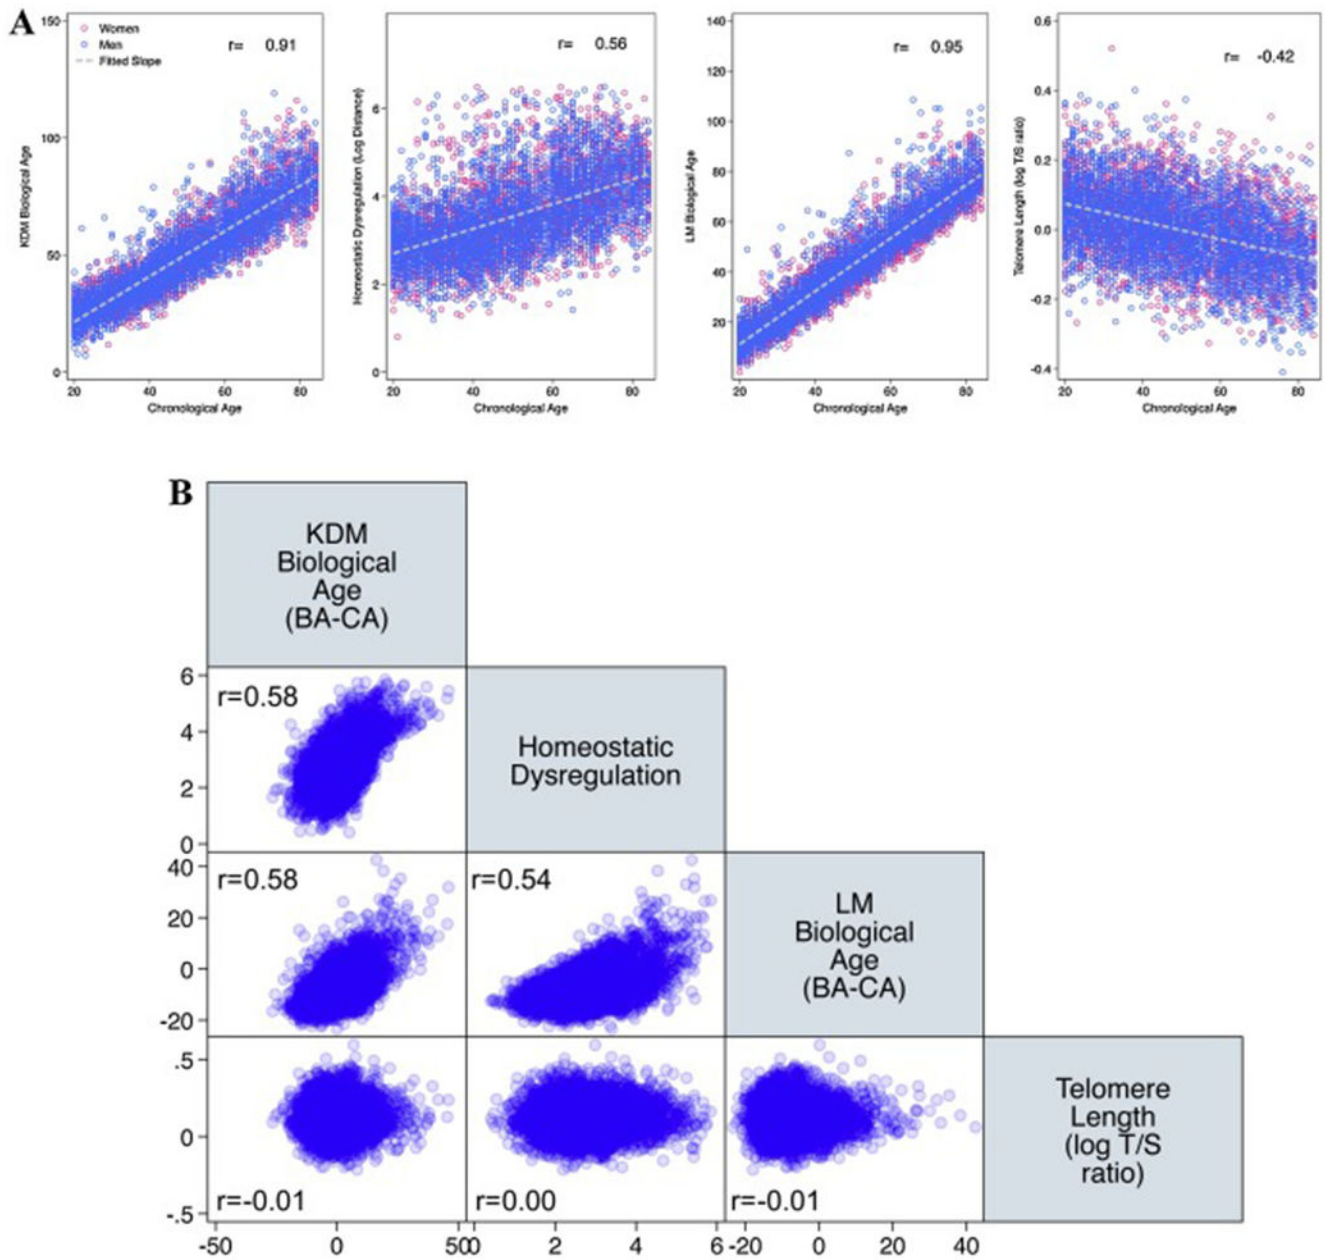 A
Women
Men
Fitted Slope
r= 0.91
150
100
50
0
KDM Biological Age
20 40 60 80
Chronological Age
r= 0.56
6
4
2
0
Homeostatic Dysregulation (Log Distance)
20 40 60 80
Chronological Age
r= 0.95
140
120
100
80
60
40
20
LM Biological Age
20 40 60 80
Chronological Age
r= -0.42
0.6
0.4
0.2
0.0
-0.2
-0.4
Telomere Length (log T/S ratio)
20 40 60 80
Chronological Age
B
KDM
Biological
Age
(BA-CA)
r=0.58
6
4
2
0
Homeostatic
Dysregulation
r=0.58
40
20
0
-20
r=0.54
LM
Biological
Age
(BA-CA)
.5
0
-.5
r=-0.01
r=0.00
r=-0.01
Telomere
Length
(log T/S
ratio)
-50 0 50
0 2 4 6
-20 0 20 40